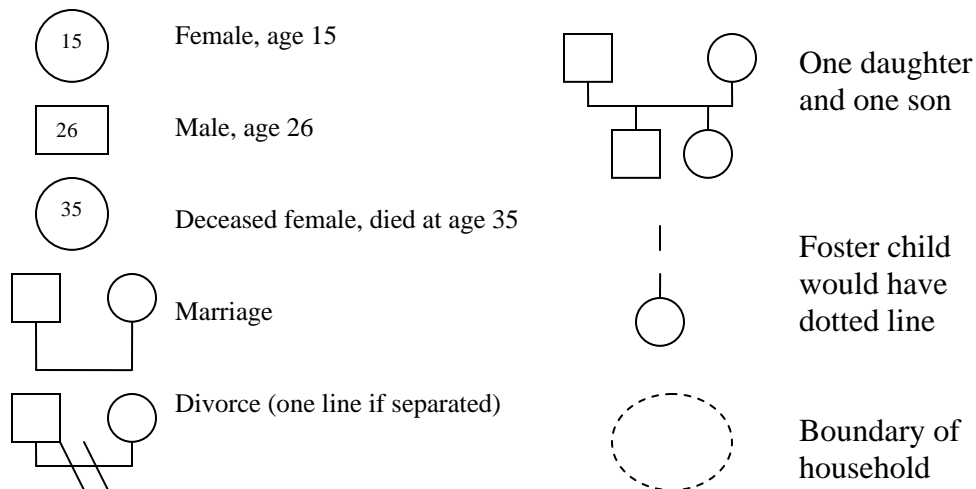 15
Female, age 15
26
Male, age 26
35
Deceased female, died at age 35
Marriage
Divorce (one line if separated)
One daughter
and one son
Foster child
would have
dotted line
Boundary of
household